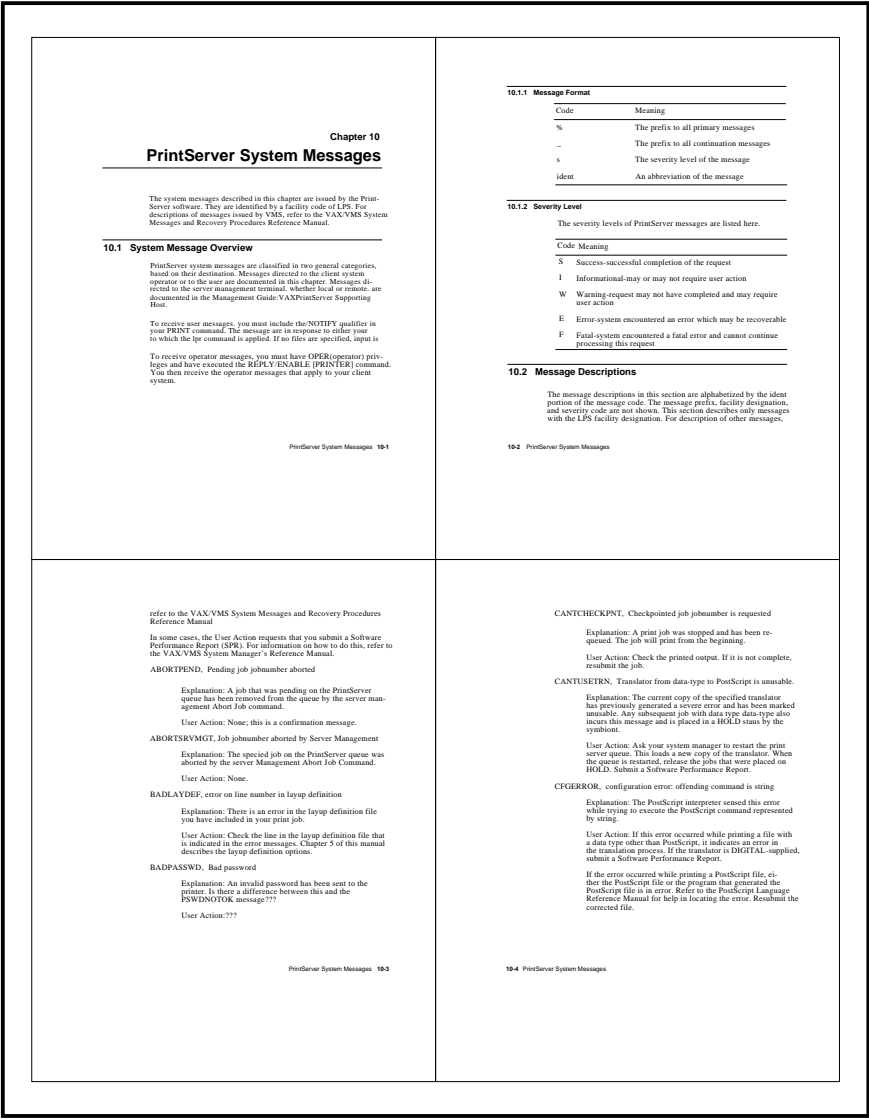 Chapter 10
PrintServer System Messages
The system messages described in this chapter are issued by the Print-
Server software. They are identified by a facility code of LPS. For
descriptions of messages issued by VMS, refer to the VAX/VMS System
Messages and Recovery Procedures Reference Manual.
10.1 System Message Overview
PrintServer system messages are classified in two general categories,
based on their destination. Messages directed to the client system
operator or to the user are documented in this chapter. Messages di-
rected to the server management terminal. whether local or remote. are
documented in the Management Guide:VAXPrintServer Supporting
Host.
To receive user messages. you must include the/NOTIFY qualifier in
your PRINT command. The message are in response to either your
to which the lpr command is applied. If no files are specified, input is
To receive operator messages, you must have OPER(operator) priv-
leges and have executed the REPLY/ENABLE [PRINTER] command.
You then receive the operator messages that apply to your client
system.
PrintServer System Messages 10-1
10.1.1 Message Format
Code Meaning
% The prefix to all primary messages
_ The prefix to all continuation messages
s The severity level of the message
ident An abbreviation of the message
10.1.2 Severity Level
The severity levels of PrintServer messages are listed here.
Code Meaning
S Success-successful completion of the request
I Informational-may or may not require user action
W Warning-request may not have completed and may require
user action
E Error-system encountered an error which may be recoverable
F Fatal-system encountered a fatal error and cannot continue
processing this request
10.2 Message Descriptions
The message descriptions in this section are alphabetized by the ident
portion of the message code. The message prefix, facility designation,
and severity code are not shown. This section describes only messages
with the LPS facility designation. For description of other messages,
10-2 PrintServer System Messages
refer to the VAX/VMS System Messages and Recovery Procedures
Reference Manual
In some cases, the User Action requests that you submit a Software
Performance Report (SPR). For information on how to do this, refer to
the VAX/VMS System Manager's Reference Manual.
ABORTPEND, Pending job jobnumber aborted
Explanation: A job that was pending on the PrintServer
queue has been removed from the queue by the server man-
agement Abort Job command.
User Action: None; this is a confirmation message.
ABORTSRVMGT, Job jobnumber aborted by Server Management
Explanation: The specied job on the PrintServer queue was
aborted by the server Management Abort Job Command.
User Action: None.
BADLAYDEF, error on line number in layup definition
Explanation: There is an error in the layup definition file
you have included in your print job.
User Action: Check the line in the layup definition file that
is indicated in the error messages. Chapter 5 of this manual
describes the layup definition options.
BADPASSWD, Bad password
Explanation: An invalid password has been sent to the
printer. Is there a difference between this and the
PSWDNOTOK message???
User Action:???
PrintServer System Messages 10-3
CANTCHECKPNT, Checkpointed job jobnumber is requested
Explanation: A print job was stopped and has been re-
queued. The job will print from the beginning.
User Action: Check the printed output. If it is not complete,
resubmit the job.
CANTUSETRN, Translator from data-type to PostScript is unusable.
Explanation: The current copy of the specified translator
has previously generated a severe error and has been marked
unusable. Any subsequent job with data type data-type also
incurs this message and is placed in a HOLD staus by the
symbiont.
User Action: Ask your system manager to restart the print
server queue. This loads a new copy of the translator. When
the queue is restarted, release the jobs that were placed on
HOLD. Submit a Software Performance Report.
CFGERROR, configuration error: offending command is string
Explanation: The PostScript interpreter sensed this error
while trying to execute the PostScript command represented
by string.
User Action: If this error occurred while printing a file with
a data type other than PostScript, it indicates an error in
the translation process. If the translator is DIGITAL-supplied,
submit a Software Performance Report.
If the error occurred while printing a PostScript file, ei-
ther the PostScript file or the program that generated the
PostScript file is in error. Refer to the PostScript Language
Reference Manual for help in locating the error. Resubmit the
corrected file.
10-4 PrintServer System Messages